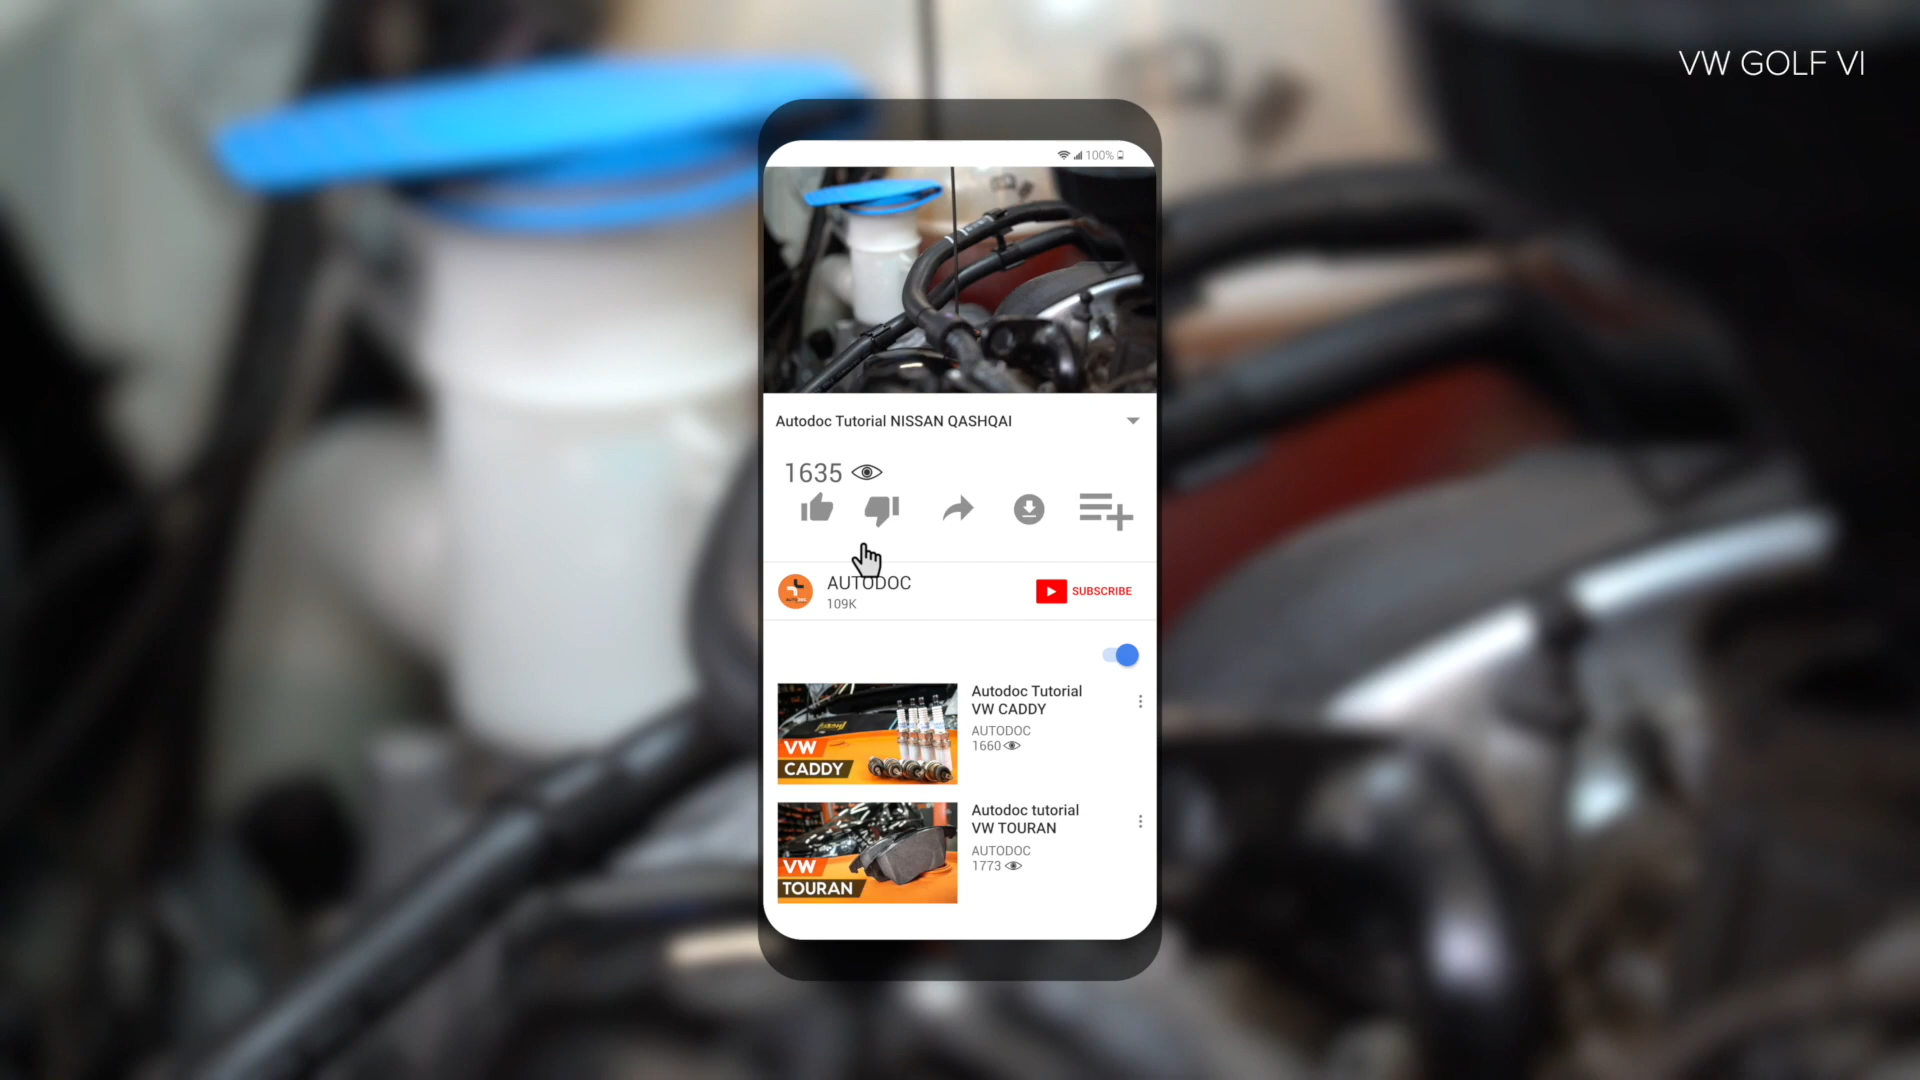 VW GOLF VI
100%
Autodoc Tutorial NISSAN QASHQAI
1635
AUTODOC
109K
SUBSCRIBE
VW
CADDY
Autodoc Tutorial
VW CADDY
AUTODOC
1660
VW
TOURAN
Autodoc tutorial
VW TOURAN
AUTODOC
1773